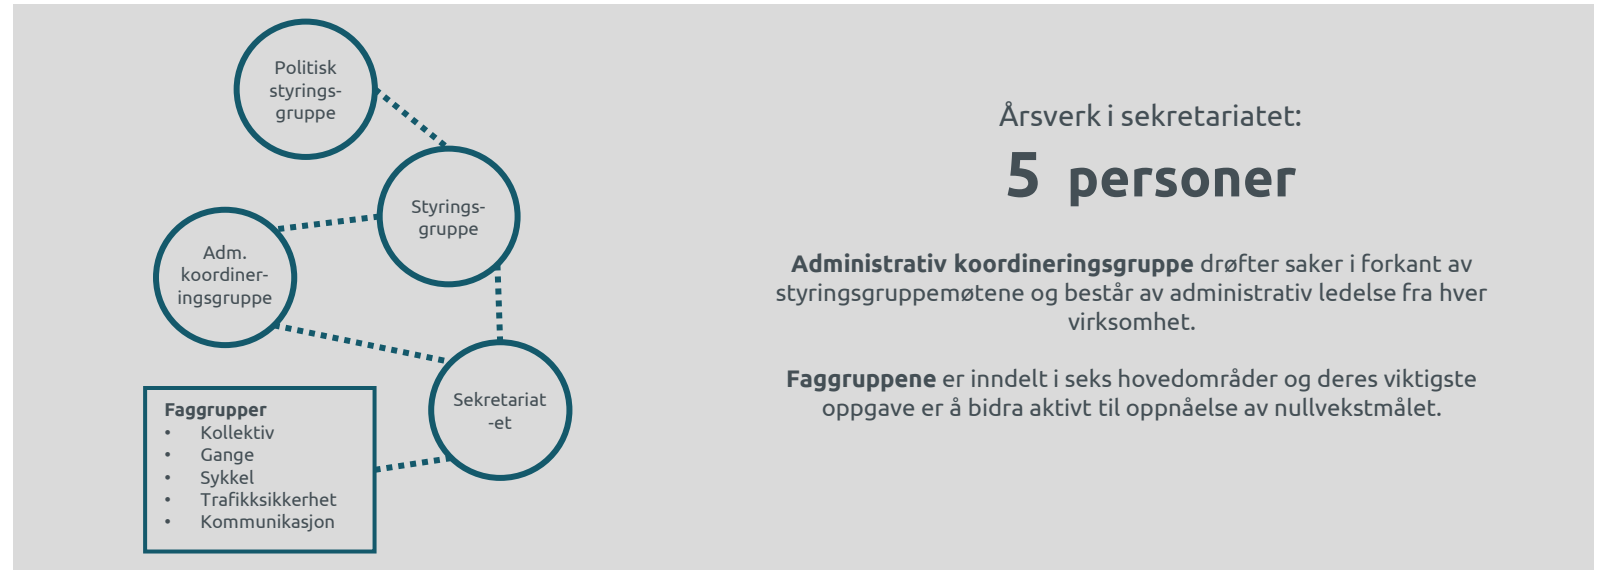 Politisk
styrings-
gruppe
Styrings-
gruppe
Adm.
koordiner-
ingsgruppe
Sekretariat
-et
Faggrupper
• Kollektiv
• Gange
• Sykkel
• Trafikksikkerhet
• Kommunikasjon
Årsverk i sekretariatet:
5 personer
Administrativ koordineringsgruppe drøfter saker i forkant av
styringsgruppemøtene og består av administrativ ledelse fra hver
virksomhet.
Faggruppene er inndelt i seks hovedområder og deres viktigste
oppgave er å bidra aktivt til oppnåelse av nullvekstmålet.